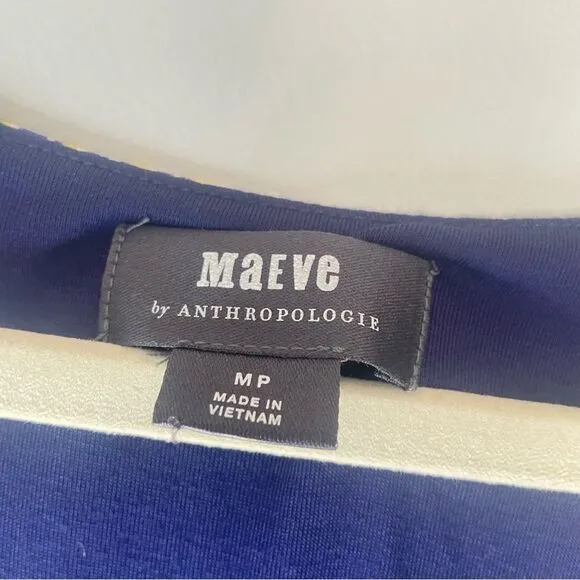 MaEVe
by ANTHROPOLOGIE
MP
MADE IN
VIETNAM